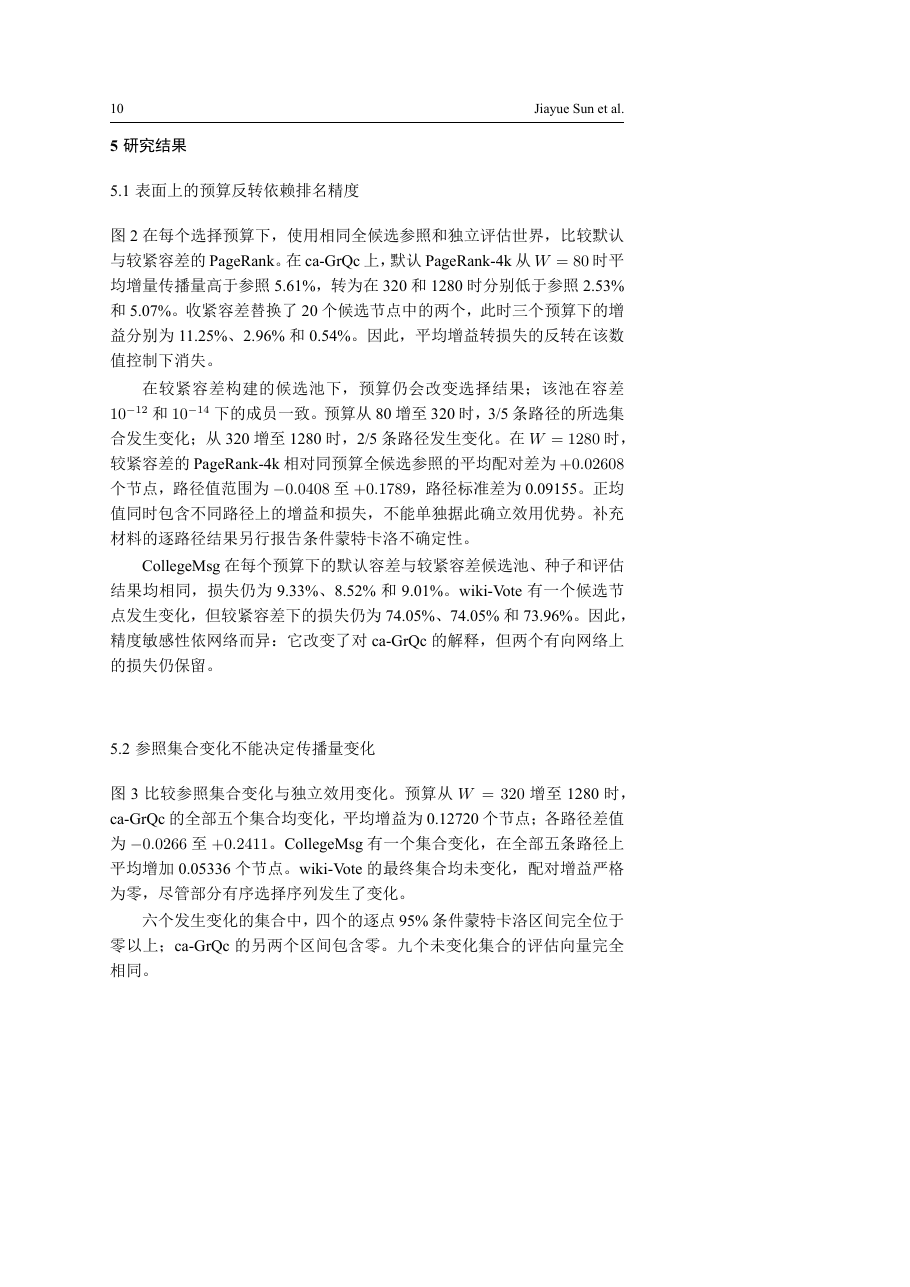 10
Jiayue Sun et al.
5 研究结果
5.1 表面上的预算反转依赖排名精度
图 2 在每个选择预算下，使用相同全候选参照和独立评估世界，比较默认
与较紧容差的 PageRank。在 ca-GrQc 上，默认 PageRank-4k 从 W = 80 时平
均增量传播量高于参照 5.61%，转为在 320 和 1280 时分别低于参照 2.53%
和 5.07%。收紧容差替换了 20 个候选节点中的两个，此时三个预算下的增
益分别为 11.25%、2.96% 和 0.54%。因此，平均增益转损失的反转在该数
值控制下消失。
在较紧容差构建的候选池下，预算仍会改变选择结果；该池在容差
10⁻¹² 和 10⁻¹⁴ 下的成员一致。预算从 80 增至 320 时，3/5 条路径的所选集
合发生变化；从 320 增至 1280 时，2/5 条路径发生变化。在 W = 1280 时，
较紧容差的 PageRank-4k 相对同预算全候选参照的平均配对差为 +0.02608
个节点，路径值范围为 −0.0408 至 +0.1789，路径标准差为 0.09155。正均
值同时包含不同路径上的增益和损失，不能单独据此确立效用优势。补充
材料的逐路径结果另行报告条件蒙特卡洛不确定性。
CollegeMsg 在每个预算下的默认容差与较紧容差候选池、种子和评估
结果均相同，损失仍为 9.33%、8.52% 和 9.01%。wiki-Vote 有一个候选节
点发生变化，但较紧容差下的损失仍为 74.05%、74.05% 和 73.96%。因此，
精度敏感性依网络而异：它改变了对 ca-GrQc 的解释，但两个有向网络上
的损失仍保留。
5.2 参照集合变化不能决定传播量变化
图 3 比较参照集合变化与独立效用变化。预算从 W = 320 增至 1280 时，
ca-GrQc 的全部五个集合均变化，平均增益为 0.12720 个节点；各路径差值
为 −0.0266 至 +0.2411。CollegeMsg 有一个集合变化，在全部五条路径上
平均增加 0.05336 个节点。wiki-Vote 的最终集合均未变化，配对增益严格
为零，尽管部分有序选择序列发生了变化。
六个发生变化的集合中，四个的逐点 95% 条件蒙特卡洛区间完全位于
零以上；ca-GrQc 的另两个区间包含零。九个未变化集合的评估向量完全
相同。